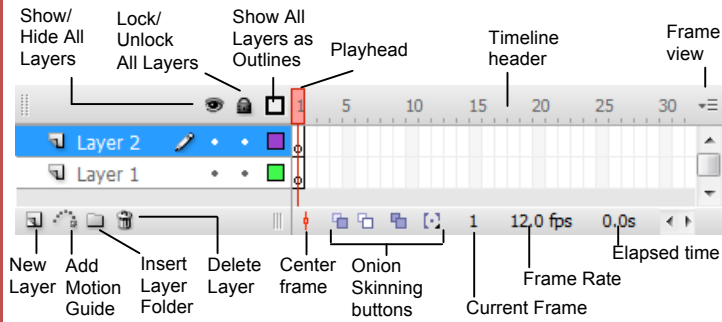 Show/
Hide All
Layers
Lock/
Unlock
All Layers
Show All
Layers as
Outlines
Playhead
Timeline
header
Frame
view
1 5 10 15 20 25 30
Layer 2
Layer 1
1 12.0 fps 0.0s
New
Layer
Add
Motion
Guide
Insert
Layer
Folder
Delete
Layer
Center
frame
Onion
Skinning
buttons
Current Frame
Frame Rate
Elapsed time